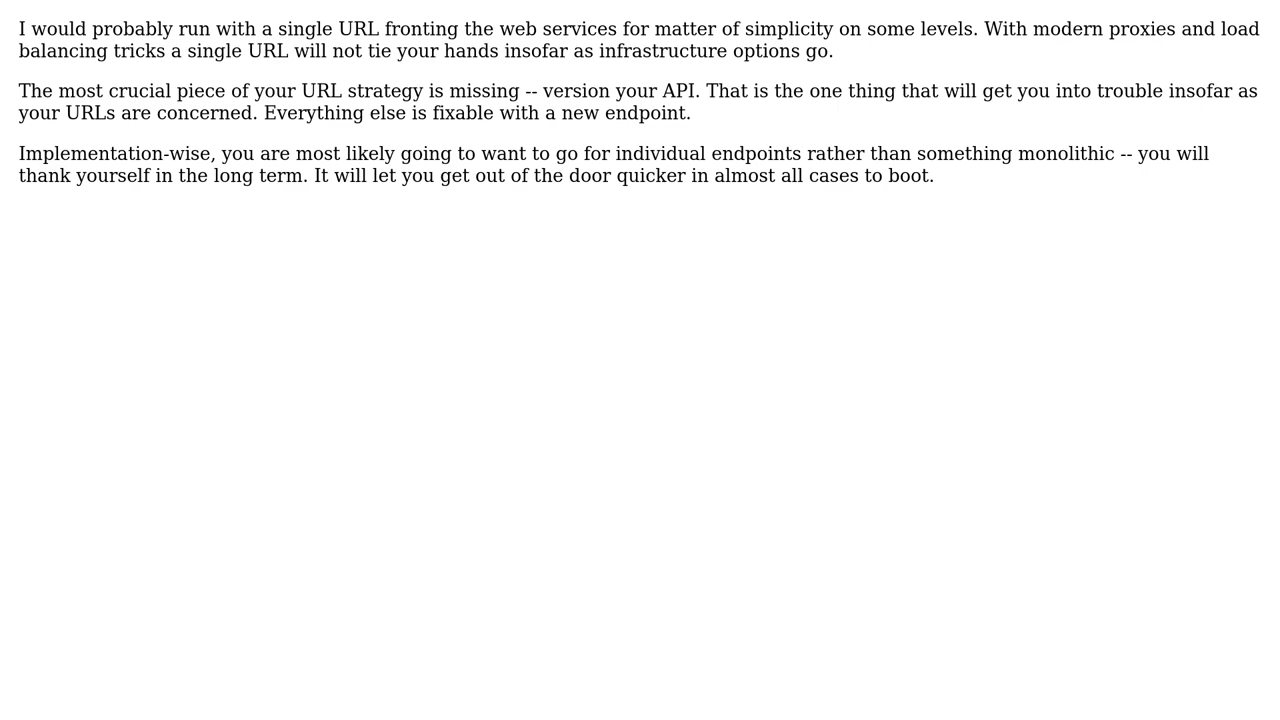 I would probably run with a single URL fronting the web services for matter of simplicity on some levels. With modern proxies and load
balancing tricks a single URL will not tie your hands insofar as infrastructure options go.
The most crucial piece of your URL strategy is missing -- version your API. That is the one thing that will get you into trouble insofar as
your URLs are concerned. Everything else is fixable with a new endpoint.
Implementation-wise, you are most likely going to want to go for individual endpoints rather than something monolithic -- you will
thank yourself in the long term. It will let you get out of the door quicker in almost all cases to boot.